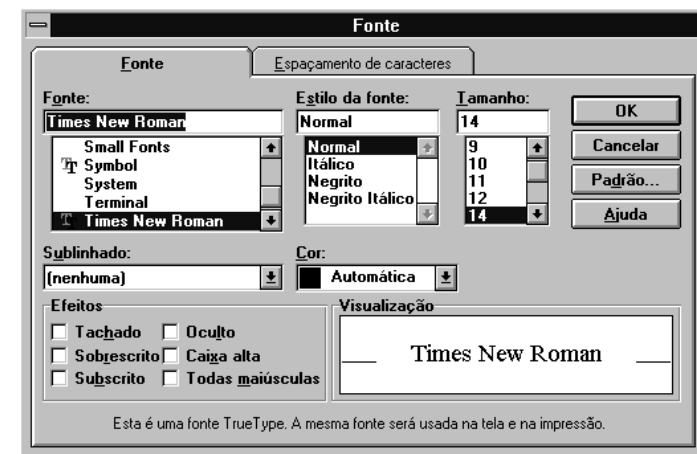 Fonte
Fonte
Espaçamento de caracteres
Fonte:
Times New Roman
Small Fonts
Symbol
System
Terminal
Times New Roman
Estilo da fonte:
Normal
Normal
Itálico
Negrito
Negrito Itálico
Tamanho:
14
9
10
11
12
14
OK
Cancelar
Padrão...
Ajuda
Sublinhado:
(nenhuma)
Cor:
Automática
Efeitos
Tachado
Oculto
Sobrescrito
Caixa alta
Subscrito
Todas maiúsculas
Visualização
Times New Roman
Esta é uma fonte TrueType. A mesma fonte será usada na tela e na impressão.